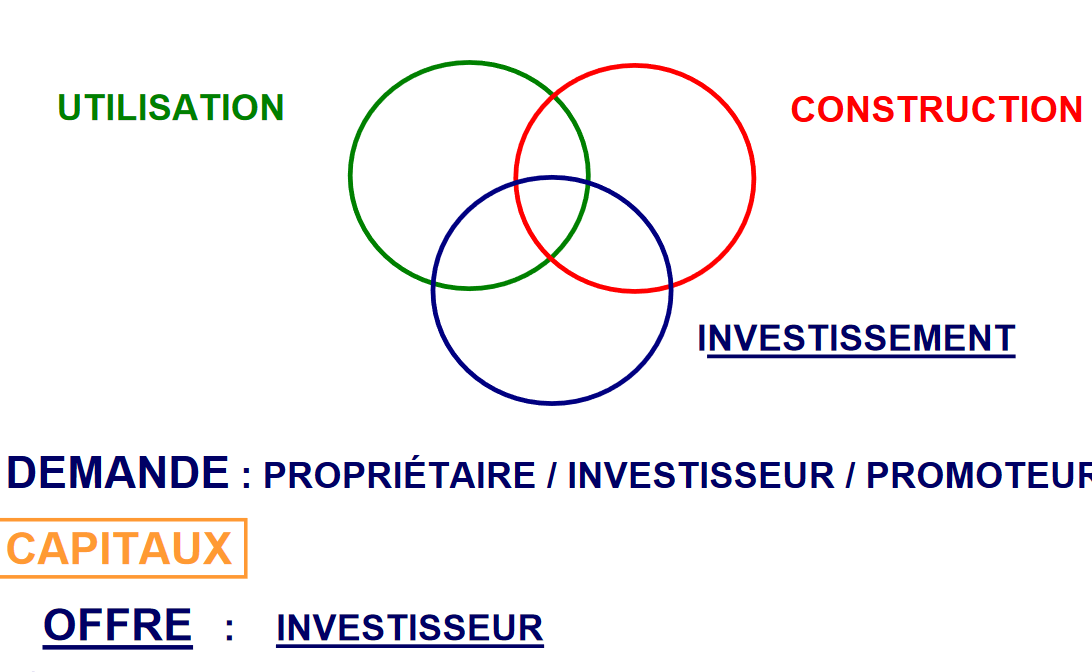 UTILISATION
CONSTRUCTION
INVESTISSEMENT
DEMANDE : PROPRIÉTAIRE / INVESTISSEUR / PROMOTEUR
CAPITAUX
OFFRE : INVESTISSEUR